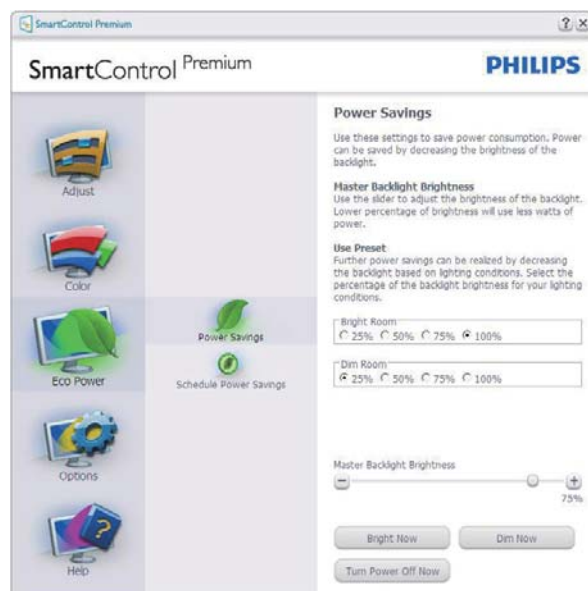 SmartControl Premium
SmartControl Premium
PHILIPS
Adjust
Color
Eco Power
Options
Help
Power Savings
Schedule Power Savings
Power Savings
Use these settings to save power consumption. Power
can be saved by decreasing the brightness of the
backlight.
Master Backlight Brightness
Use the slider to adjust the brightness of the backlight.
Lower percentage of brightness will use less watts of
power.
Use Preset
Further power savings can be realized by decreasing
the backlight based on lighting conditions. Select the
percentage of the backlight brightness for your lighting
conditions.
Bright Room
25% 50% 75% 100%
Dim Room
25% 50% 75% 100%
Master Backlight Brightness
75%
Bright Now
Dim Now
Turn Power Off Now